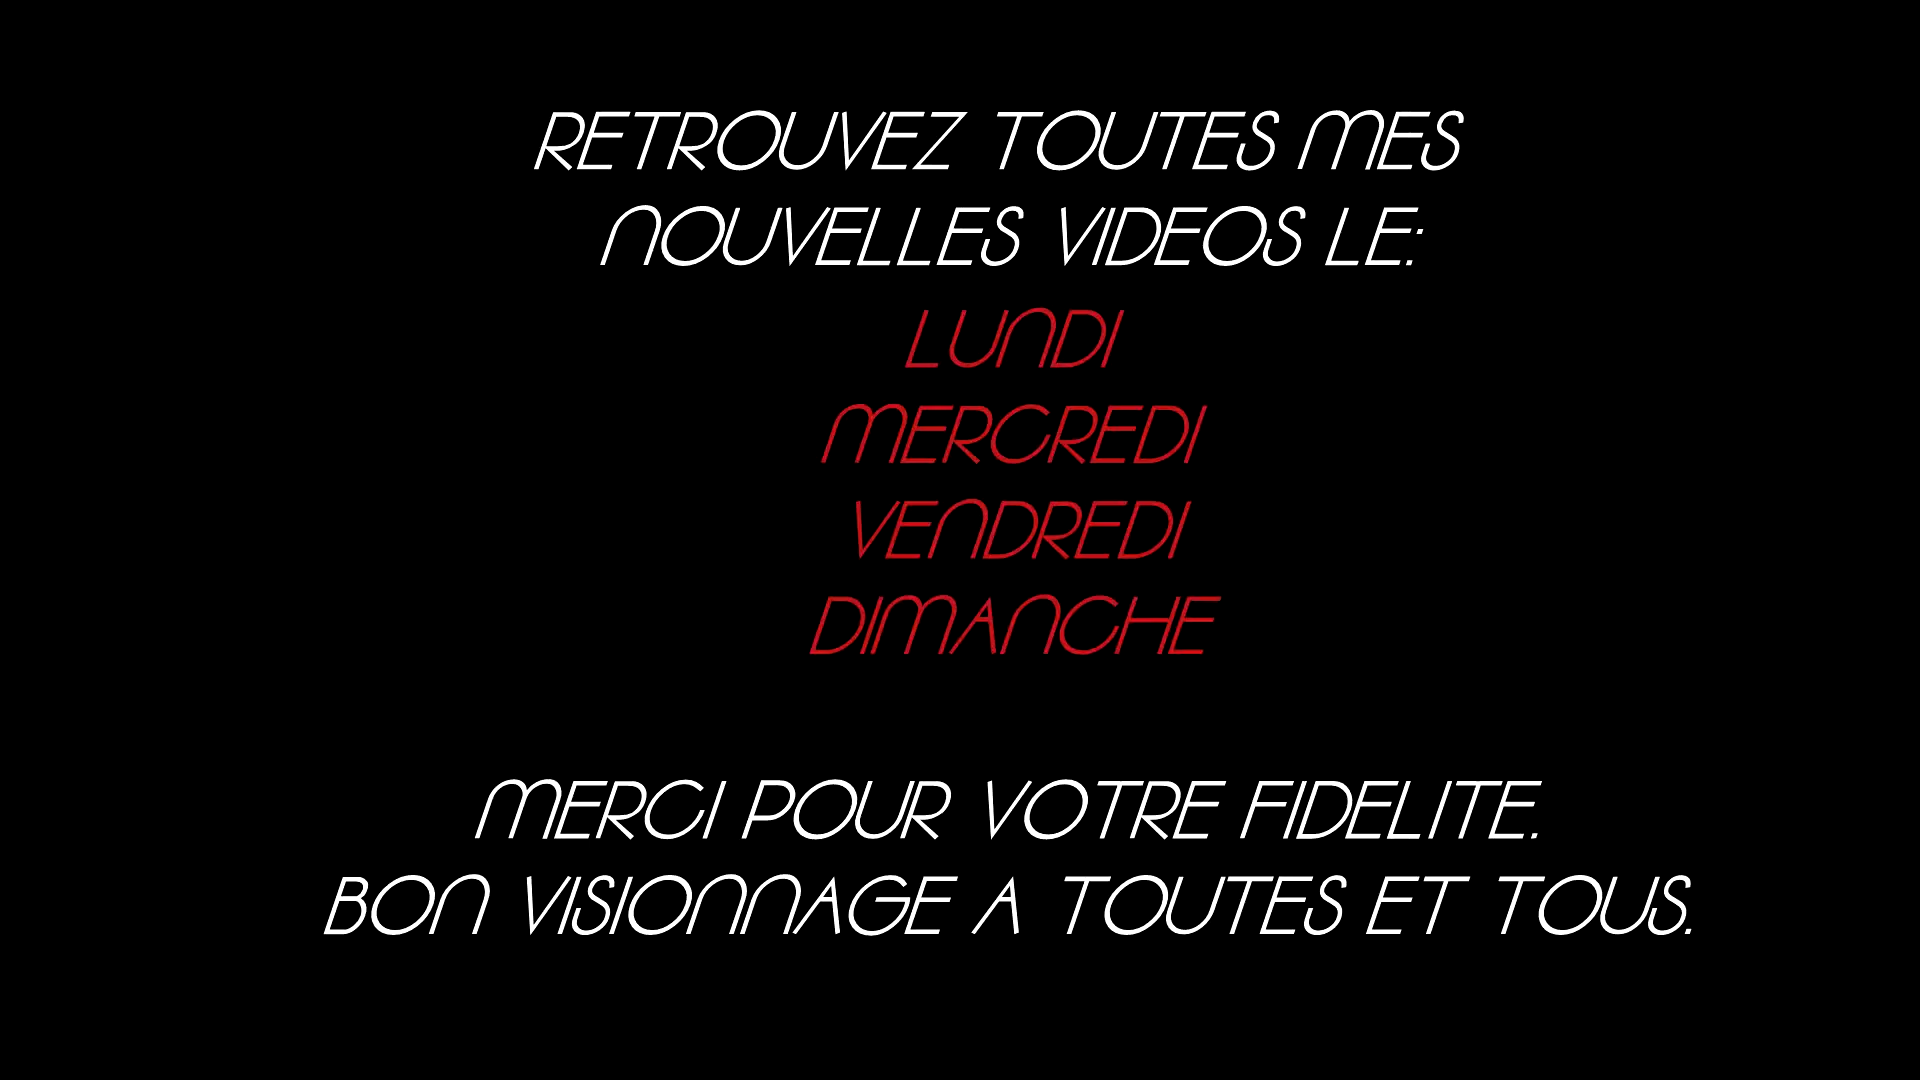 RETROUVEZ TOUTES MES
NOUVELLES VIDEOS LE:
LUNDI
MERCREDI
VENDREDI
DIMANCHE
MERCI POUR VOTRE FIDELITE.
BON VISIONNAGE A TOUTES ET TOUS.